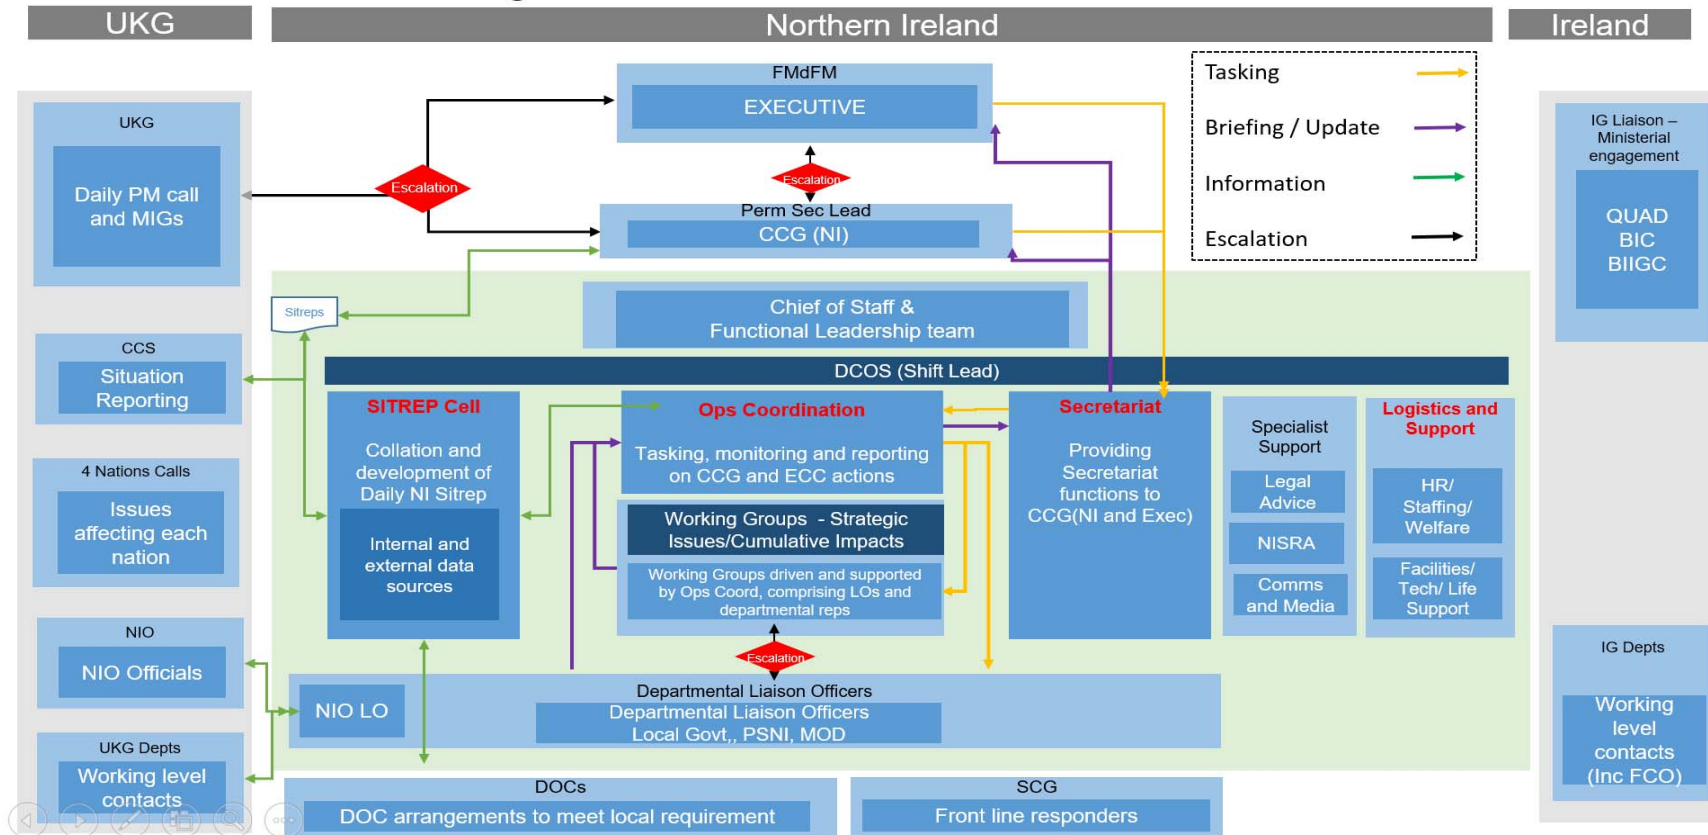 UKG
Northern Ireland
Ireland
UKG
Daily PM call
and MIGs
CCS
Situation
Reporting
4 Nations Calls
Issues
affecting each
nation
NIO
NIO Officials
UKG Depts
Working level
contacts
FMdFM
EXECUTIVE
Escalation
Escalation
Perm Sec Lead
CCG (NI)
Tasking
Briefing / Update
Information
Escalation
Sitreps
Chief of Staff &
Functional Leadership team
DCOS (Shift Lead)
SITREP Cell
Collation and
development of
Daily NI Sitrep
Internal and
external data
sources
Ops Coordination
Tasking, monitoring and reporting
on CCG and ECC actions
Working Groups - Strategic
Issues/Cumulative Impacts
Working Groups driven and supported
by Ops Coord, comprising LOs and
departmental reps
Secretariat
Providing
Secretariat
functions to
CCG(NI and Exec)
Specialist
Support
Legal
Advice
NISRA
Comms
and Media
Logistics and
Support
HR/
Staffing/
Welfare
Facilities/
Tech/ Life
Support
Escalation
NIO LO
Departmental Liaison Officers
Departmental Liaison Officers
Local Govt,, PSNI, MOD
DOCs
DOC arrangements to meet local requirement
SCG
Front line responders
IG Liaison –
Ministerial
engagement
QUAD
BIC
BIIGC
IG Depts
Working
level
contacts
(Inc FCO)